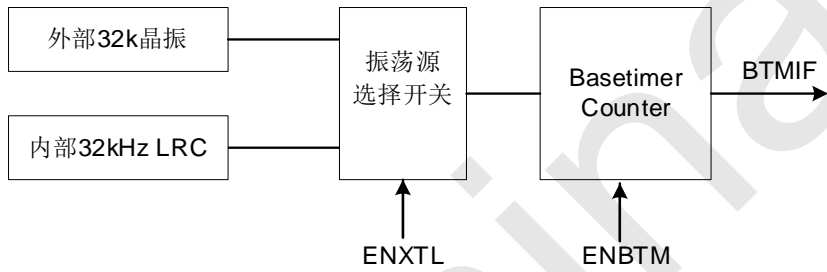 外部32k晶振
内部32kHz LRC
振荡源
选择开关
Basetimer
Counter
BTMIF
ENXTL
ENBTM